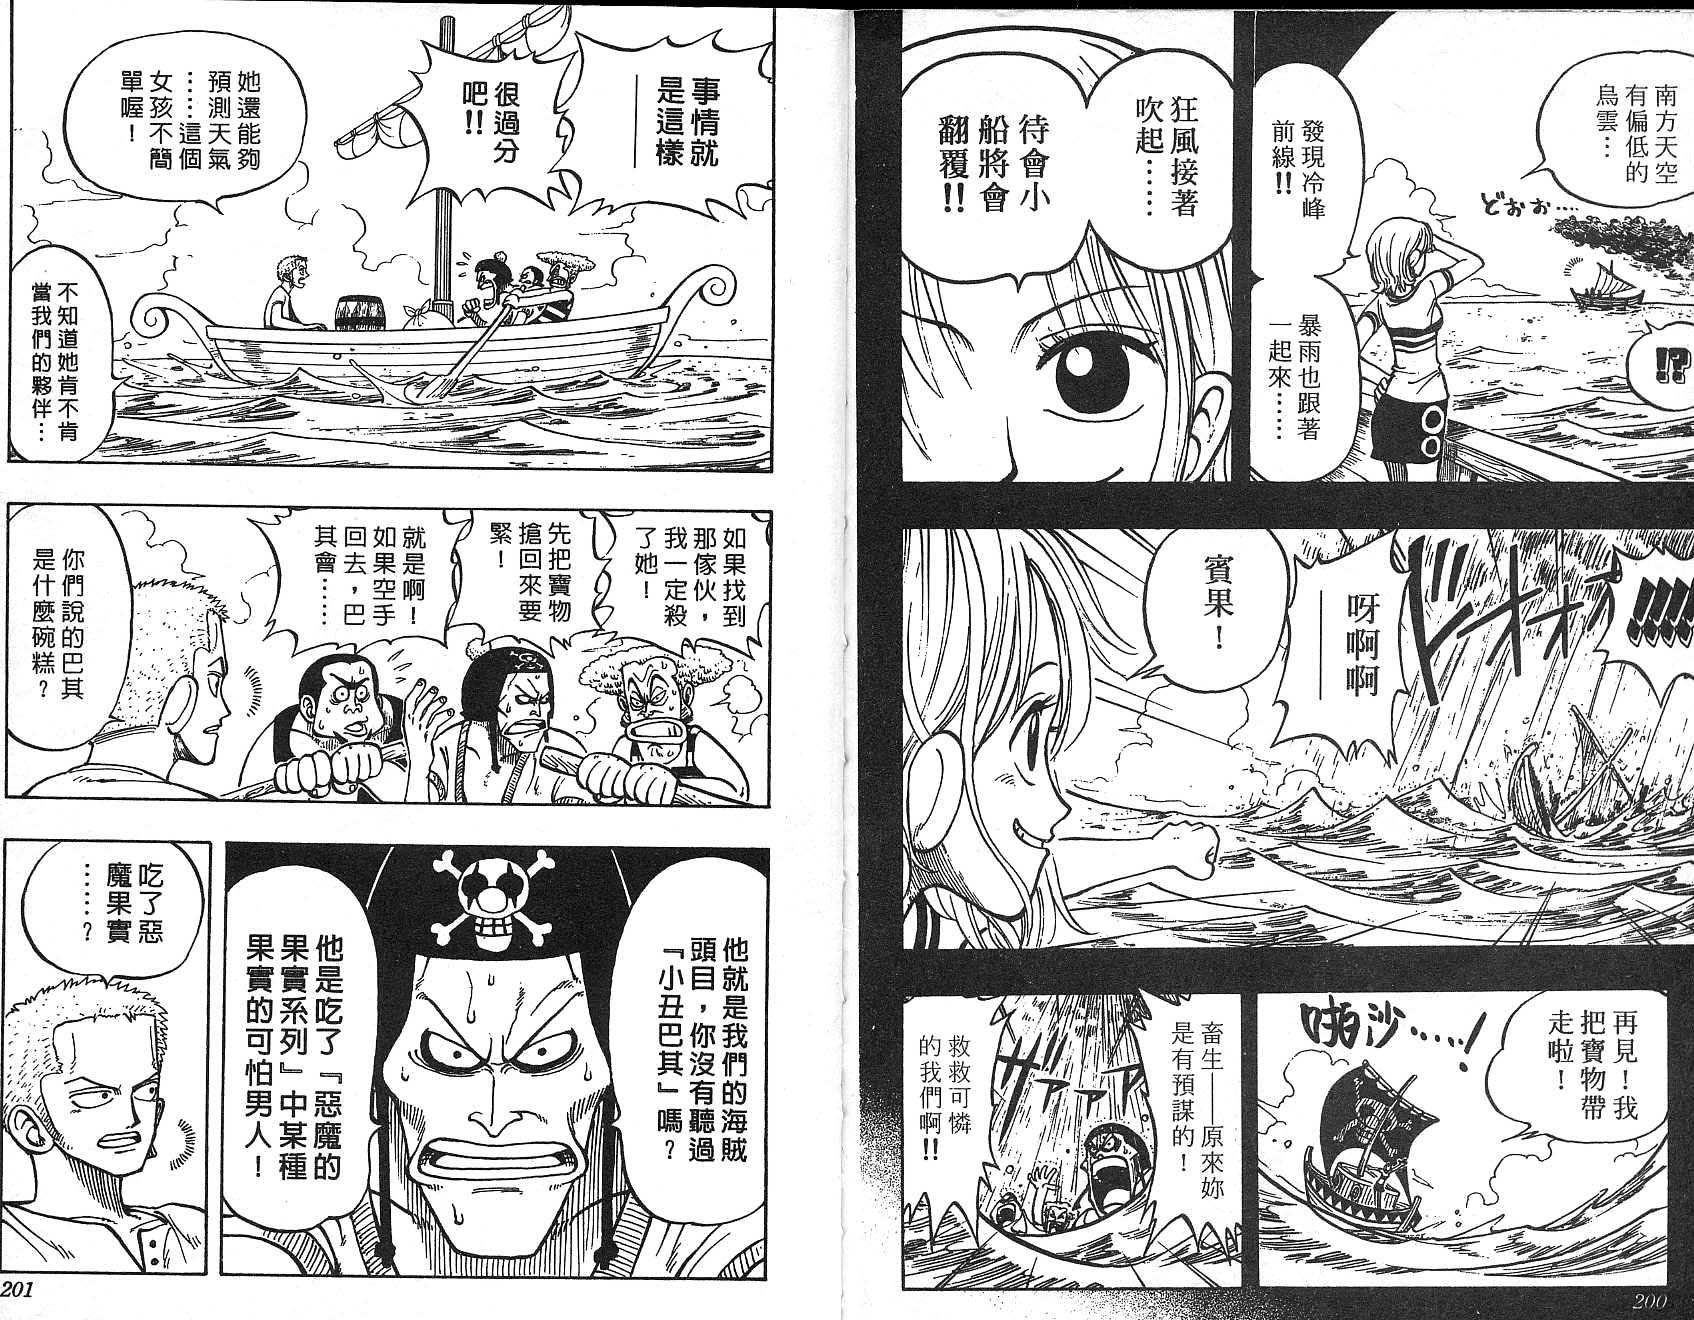 南方天空
有偏低的
烏雲…
どおお…
發現冷峰
前線!!
!?
暴雨也跟著
一起來……
狂風接著
吹起……
待會小
船將會
翻覆!!
!!!!!
ドオオオ
呀啊啊
——
賓果！
再見！我
把寶物帶
走啦！
啪沙……！
畜生——原來妳
是有預謀的！
ザァァァ
救救可憐
的我們啊!!
200
事情就
是這樣
——
很過分
吧!!
她還能夠
預測天氣
……這個
女孩不簡
單喔！
不知道她肯不肯
當我們的夥伴…
如果找到
那傢伙，
我一定殺
了她！
先把寶物
搶回來要
緊！
就是啊！
如果空手
回去，巴
其會……
你們說的巴其
是什麼碗糕？
他就是我們的海賊
頭目，你沒有聽過
『小丑巴其』嗎？
他是吃了『惡魔的
果實系列』中某種
果實的可怕男人！
吃了惡
魔果實
……？
201